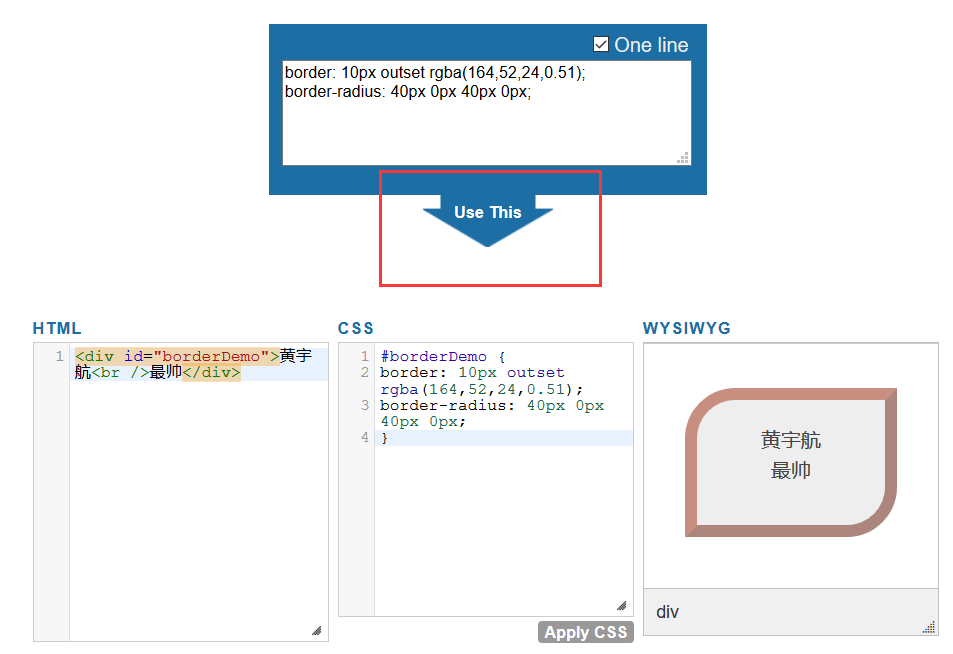 One line
border: 10px outset rgba(164,52,24,0.51);
border-radius: 40px 0px 40px 0px;
Use This
HTML
1 <div id="borderDemo">黄宇
航<br />最帅</div>
CSS
1 #borderDemo {
2 border: 10px outset
rgba(164,52,24,0.51);
3 border-radius: 40px 0px
40px 0px;
4 }
Apply CSS
WYSIWYG
黄宇航
最帅
div